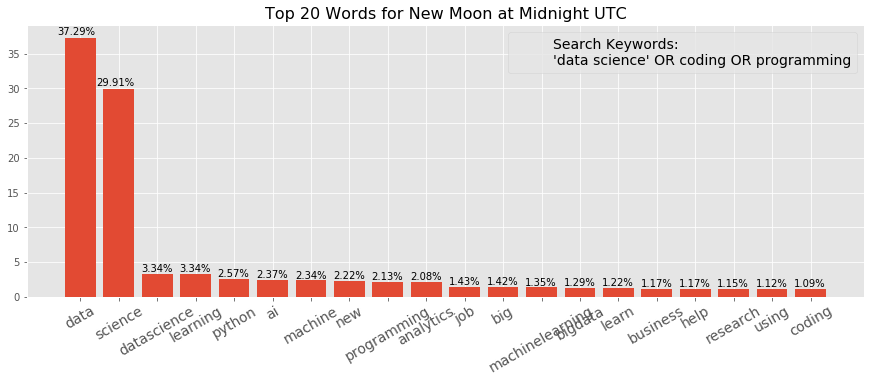 Top 20 Words for New Moon at Midnight UTC
Search Keywords:
'data science' OR coding OR programming
37.29%
29.91%
3.34%
3.34%
2.57%
2.37%
2.34%
2.22%
2.13%
2.08%
1.43%
1.42%
1.35%
1.29%
1.22%
1.17%
1.17%
1.15%
1.12%
1.09%
35
30
25
20
15
10
5
0
data
science
datascience
learning
python
ai
machine
new
programming
analytics
job
big
machinelearning
bigdata
learn
business
help
research
using
coding